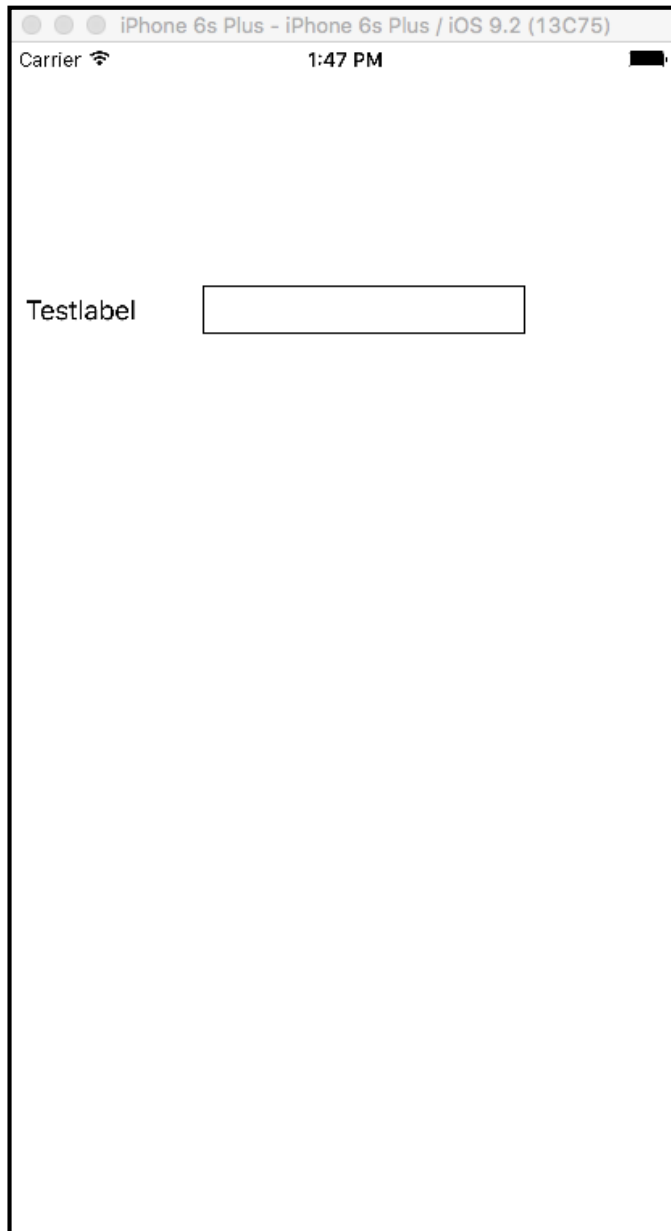 iPhone 6s Plus - iPhone 6s Plus / iOS 9.2 (13C75)
Carrier 1:47 PM
Testlabel